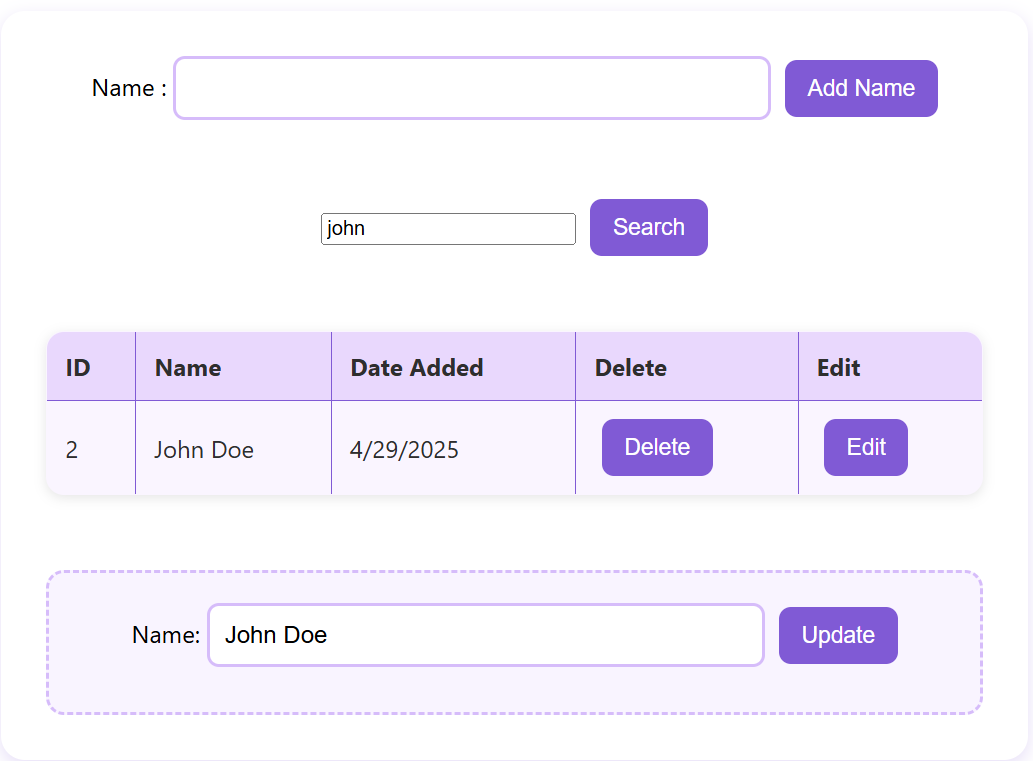 Name : Add Name
john Search
ID Name Date Added Delete Edit
2 John Doe 4/29/2025 Delete Edit
Name: John Doe Update